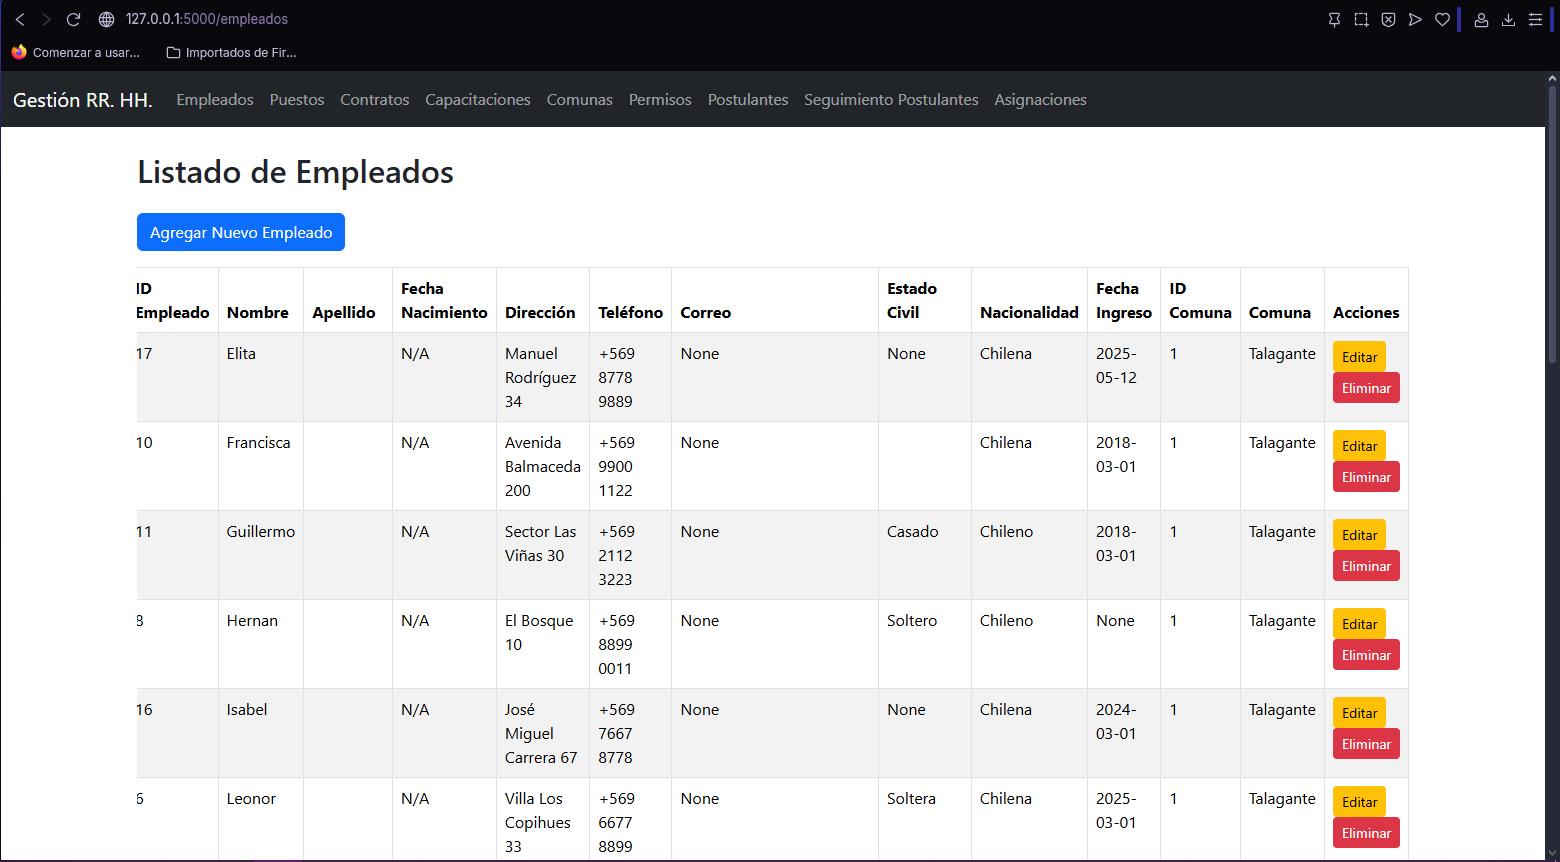 127.0.0.1:5000/empleados
Comenzar a usar... Importados de Fir...
Gestión RR. HH. Empleados Puestos Contratos Capacitaciones Comunas Permisos Postulantes Seguimiento Postulantes Asignaciones
Listado de Empleados
Agregar Nuevo Empleado
ID Fecha Estado Fecha ID
Empleado Nombre Apellido Nacimiento Dirección Teléfono Correo Civil Nacionalidad Ingreso Comuna Comuna Acciones
17 Elita N/A Manuel +569 None None Chilena 2025- 1 Talagante Editar
Rodríguez 8778 05-12 Eliminar
34 9889
10 Francisca N/A Avenida +569 None Chilena 2018- 1 Talagante Editar
Balmaceda 9900 03-01 Eliminar
200 1122
11 Guillermo N/A Sector Las +569 None Casado Chileno 2018- 1 Talagante Editar
Viñas 30 2112 03-01 Eliminar
3223
8 Hernan N/A El Bosque +569 None Soltero Chileno None 1 Talagante Editar
10 8899 Eliminar
0011
16 Isabel N/A José +569 None None Chilena 2024- 1 Talagante Editar
Miguel 7667 03-01 Eliminar
Carrera 67 8778
6 Leonor N/A Villa Los +569 None Soltera Chilena 2025- 1 Talagante Editar
Copihues 6677 03-01 Eliminar
33 8899